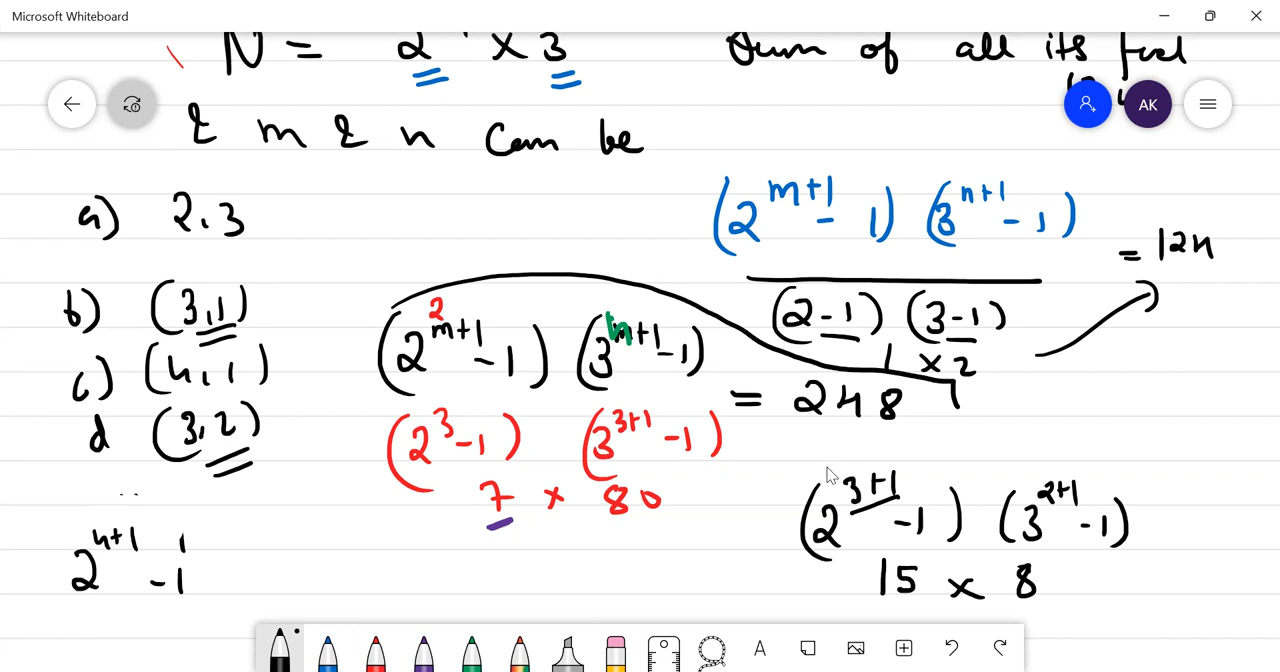 Microsoft Whiteboard
N = 2 × 3 Sum of all its fact
AK
& m & n can be
a) 2,3
(2^{m+1} - 1) (3^{n+1} - 1)
= 124
b) (3,1)
(2 - 1) (3 - 1)
1 × 2
2
(2^{m+1} - 1) (3^{n+1} - 1)
= 248
c) (4,1)
d (3,2)
(2^3 - 1) (3^{3+1} - 1)
7 × 80
(2^{3+1} - 1) (3^{2+1} - 1)
15 × 8
2^{4+1} - 1
A